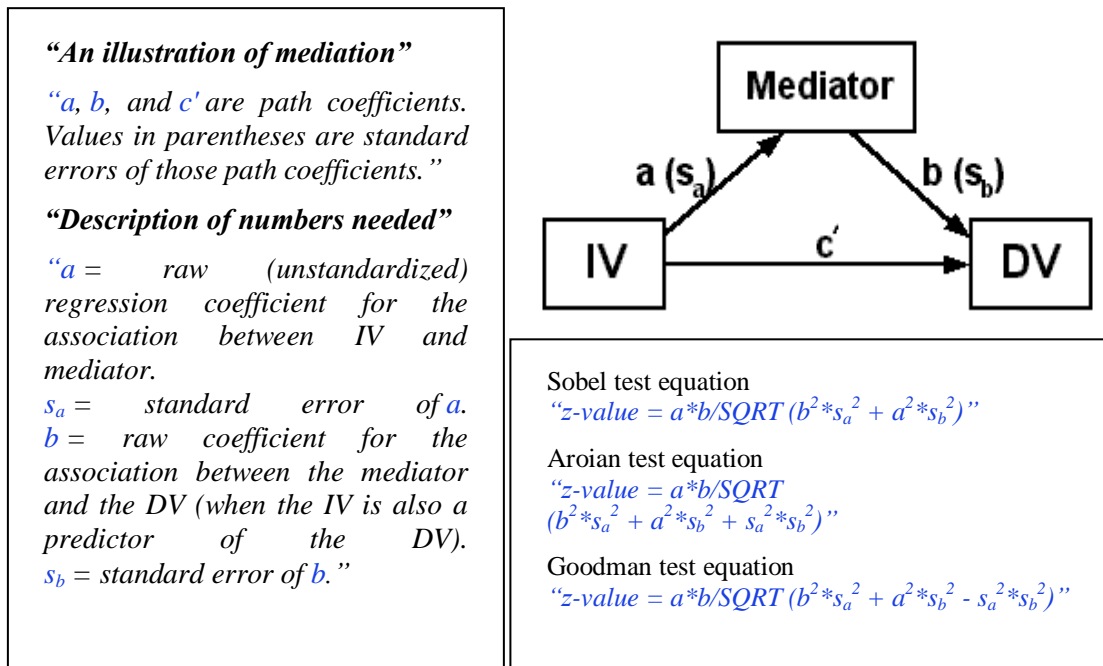 “An illustration of mediation”
“a, b, and c' are path coefficients.
Values in parentheses are standard
errors of those path coefficients.”
“Description of numbers needed”
“a = raw (unstandardized)
regression coefficient for the
association between IV and
mediator.
sa = standard error of a.
b = raw coefficient for the
association between the mediator
and the DV (when the IV is also a
predictor of the DV).
sb = standard error of b.”
Mediator
a (sa)
b (sb)
IV
c'
DV
Sobel test equation
“z-value = a*b/SQRT (b²*sa² + a²*sb²)”
Aroian test equation
“z-value = a*b/SQRT
(b²*sa² + a²*sb² + sa²*sb²)”
Goodman test equation
“z-value = a*b/SQRT (b²*sa² + a²*sb² - sa²*sb²)”